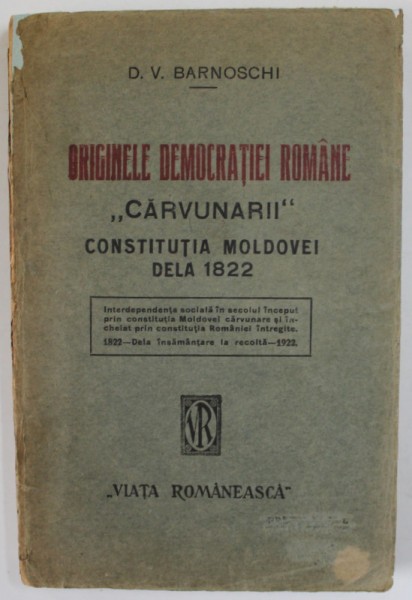 D. V. BARNOSCHI
ORIGINELE DEMOCRAȚIEI ROMÂNE
„CĂRVUNARII"
CONSTITUȚIA MOLDOVEI
DELA 1822
Interdependența socială în secolul început
prin constituția Moldovei cărvunare și în-
cheiat prin constituția României întregite.
1822—Dela însămânțare la recoltă—1922.
VR
„VIAȚA ROMÂNEASCĂ"